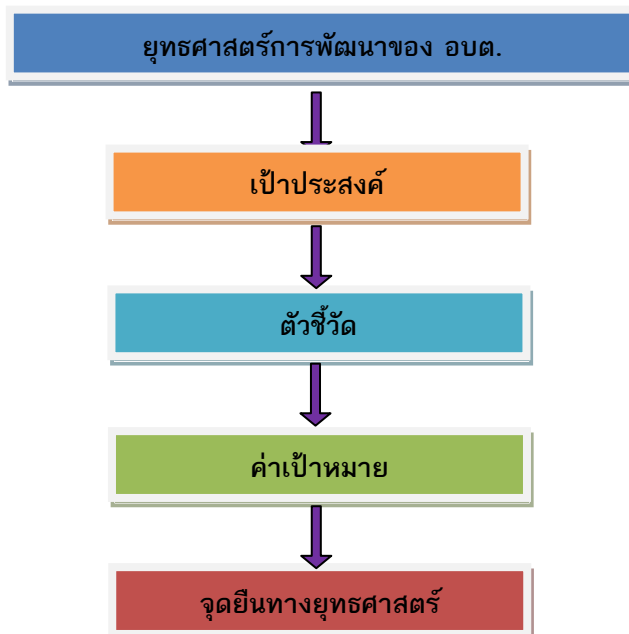 ยุทธศาสตร์การพัฒนาของ อบต.
เป้าประสงค์
ตัวชี้วัด
ค่าเป้าหมาย
จุดยืนทางยุทธศาสตร์